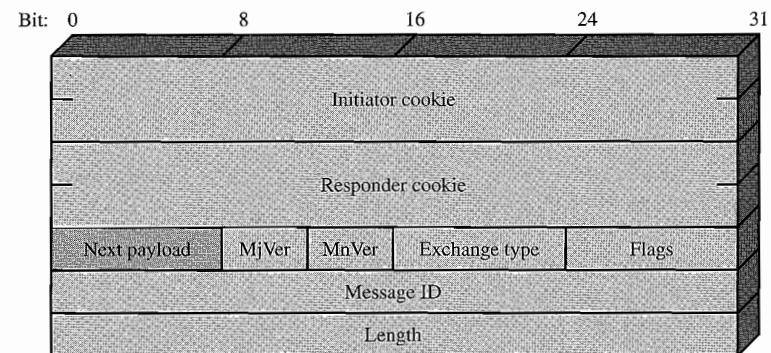 Bit: 0 8 16 24 31
Initiator cookie
Responder cookie
Next payload MjVer MnVer Exchange type Flags
Message ID
Length